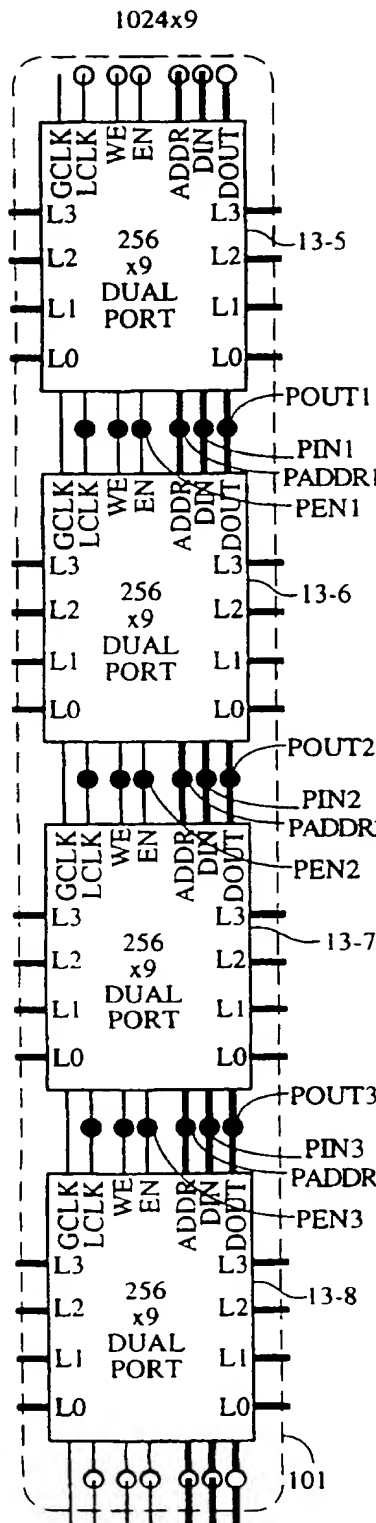 1024x9
GCLK LCLK WE EN ADDR DIN DOUT
L3 L3
13-5
L2 256 L2
x9
L1 DUAL L1
PORT
L0 L0
POUT1
PIN1
PADDR1
PEN1
GCLK LCLK WE EN ADDR DIN DOUT
L3 L3
13-6
L2 256 L2
x9
L1 DUAL L1
PORT
L0 L0
POUT2
PIN2
PADDR
PEN2
GCLK LCLK WE EN ADDR DIN DOUT
L3 L3
13-7
L2 256 L2
x9
L1 DUAL L1
PORT
L0 L0
POUT3
PIN3
PADDR
PEN3
GCLK LCLK WE EN ADDR DIN DOUT
L3 L3
13-8
L2 256 L2
x9
L1 DUAL L1
PORT
L0 L0
101